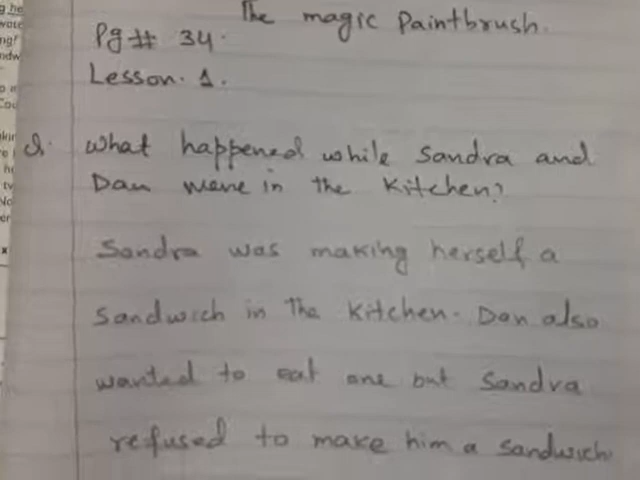 The magic Paintbrush.
Pg # 34.
Lesson. 1.
Q. What happened while Sandra and
Dan were in the kitchen?
Sandra was making herself a
Sandwich in the kitchen. Dan also
wanted to eat one but Sandra
refused to make him a sandwich.